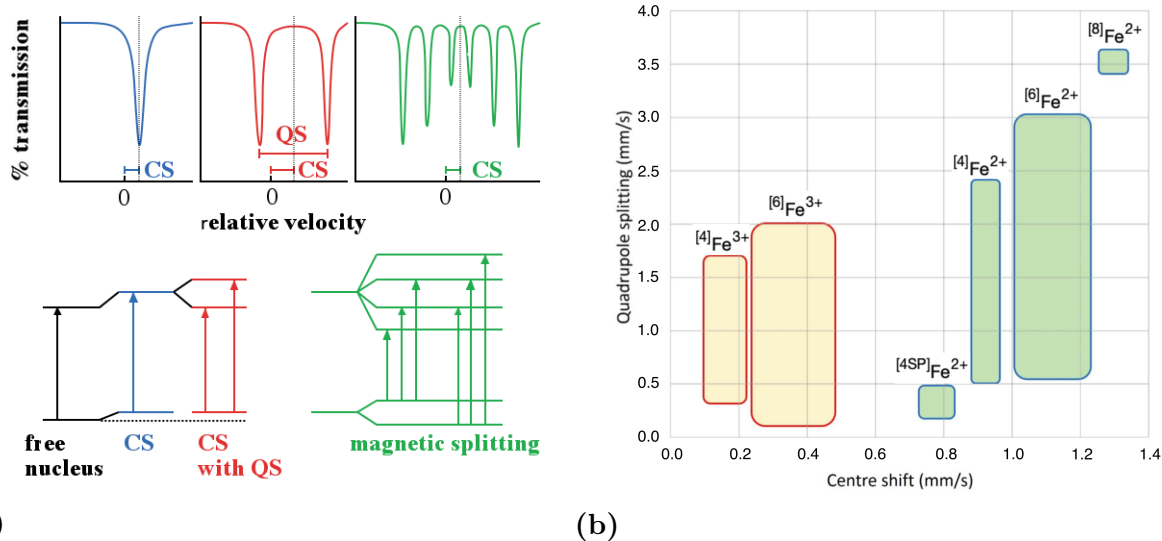 % transmission
QS
CS
CS
CS
0
0
0
relative velocity
free
nucleus
CS
CS
with QS
magnetic splitting
)
Quadrupole splitting (mm/s)
4.0
3.5
3.0
2.5
2.0
1.5
1.0
0.5
0.0
[8]Fe2+
[6]Fe2+
[4]Fe2+
[6]Fe3+
[4]Fe3+
[4SP]Fe2+
0.0 0.2 0.4 0.6 0.8 1.0 1.2 1.4
Centre shift (mm/s)
(b)